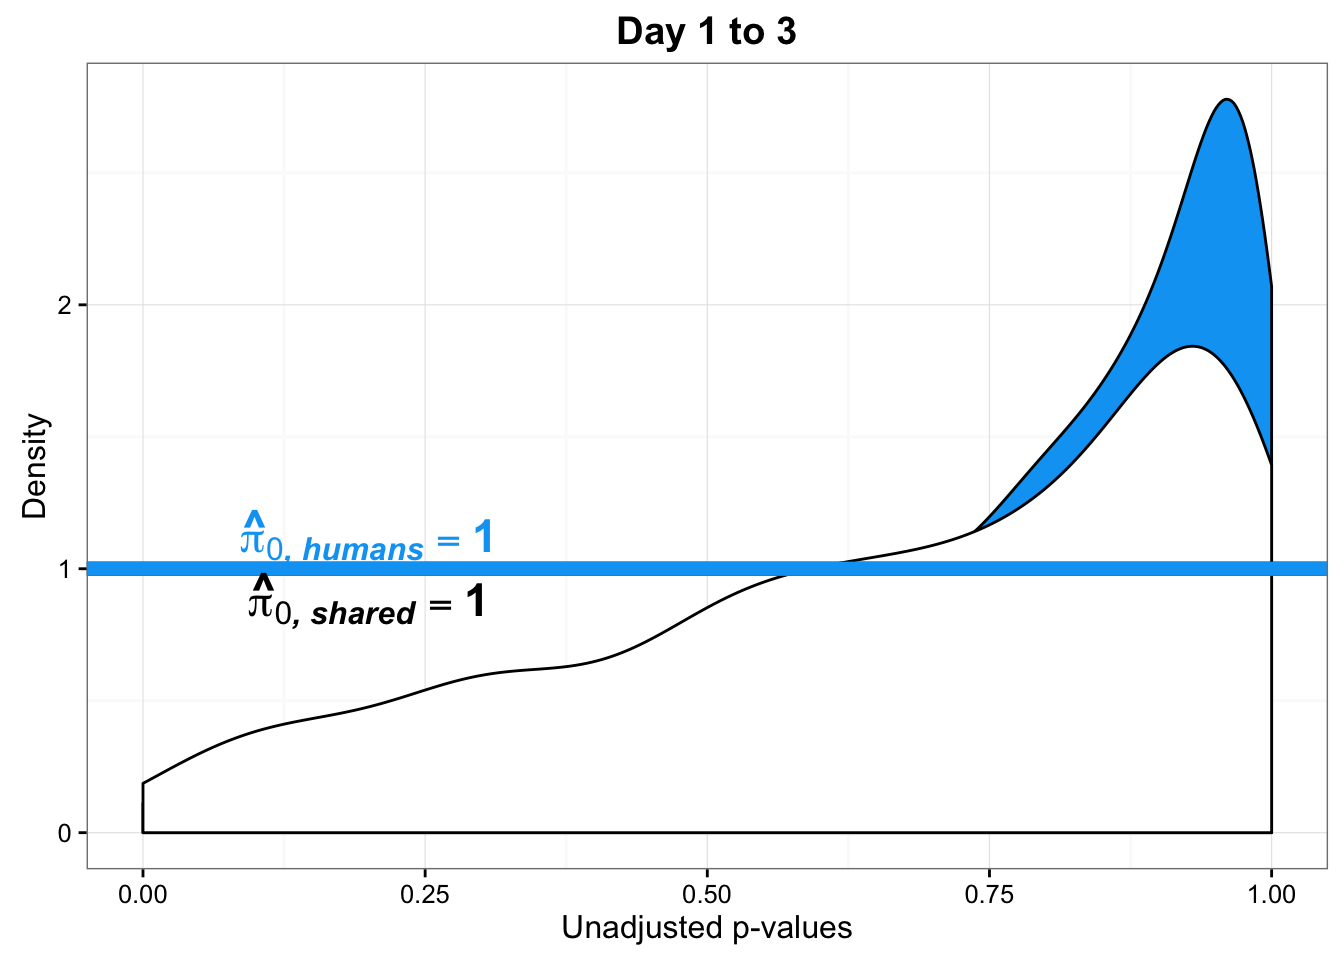 Day 1 to 3
Density
2
1
0
π̂0, humans = 1
π̂0, shared = 1
0.00 0.25 0.50 0.75 1.00
Unadjusted p-values